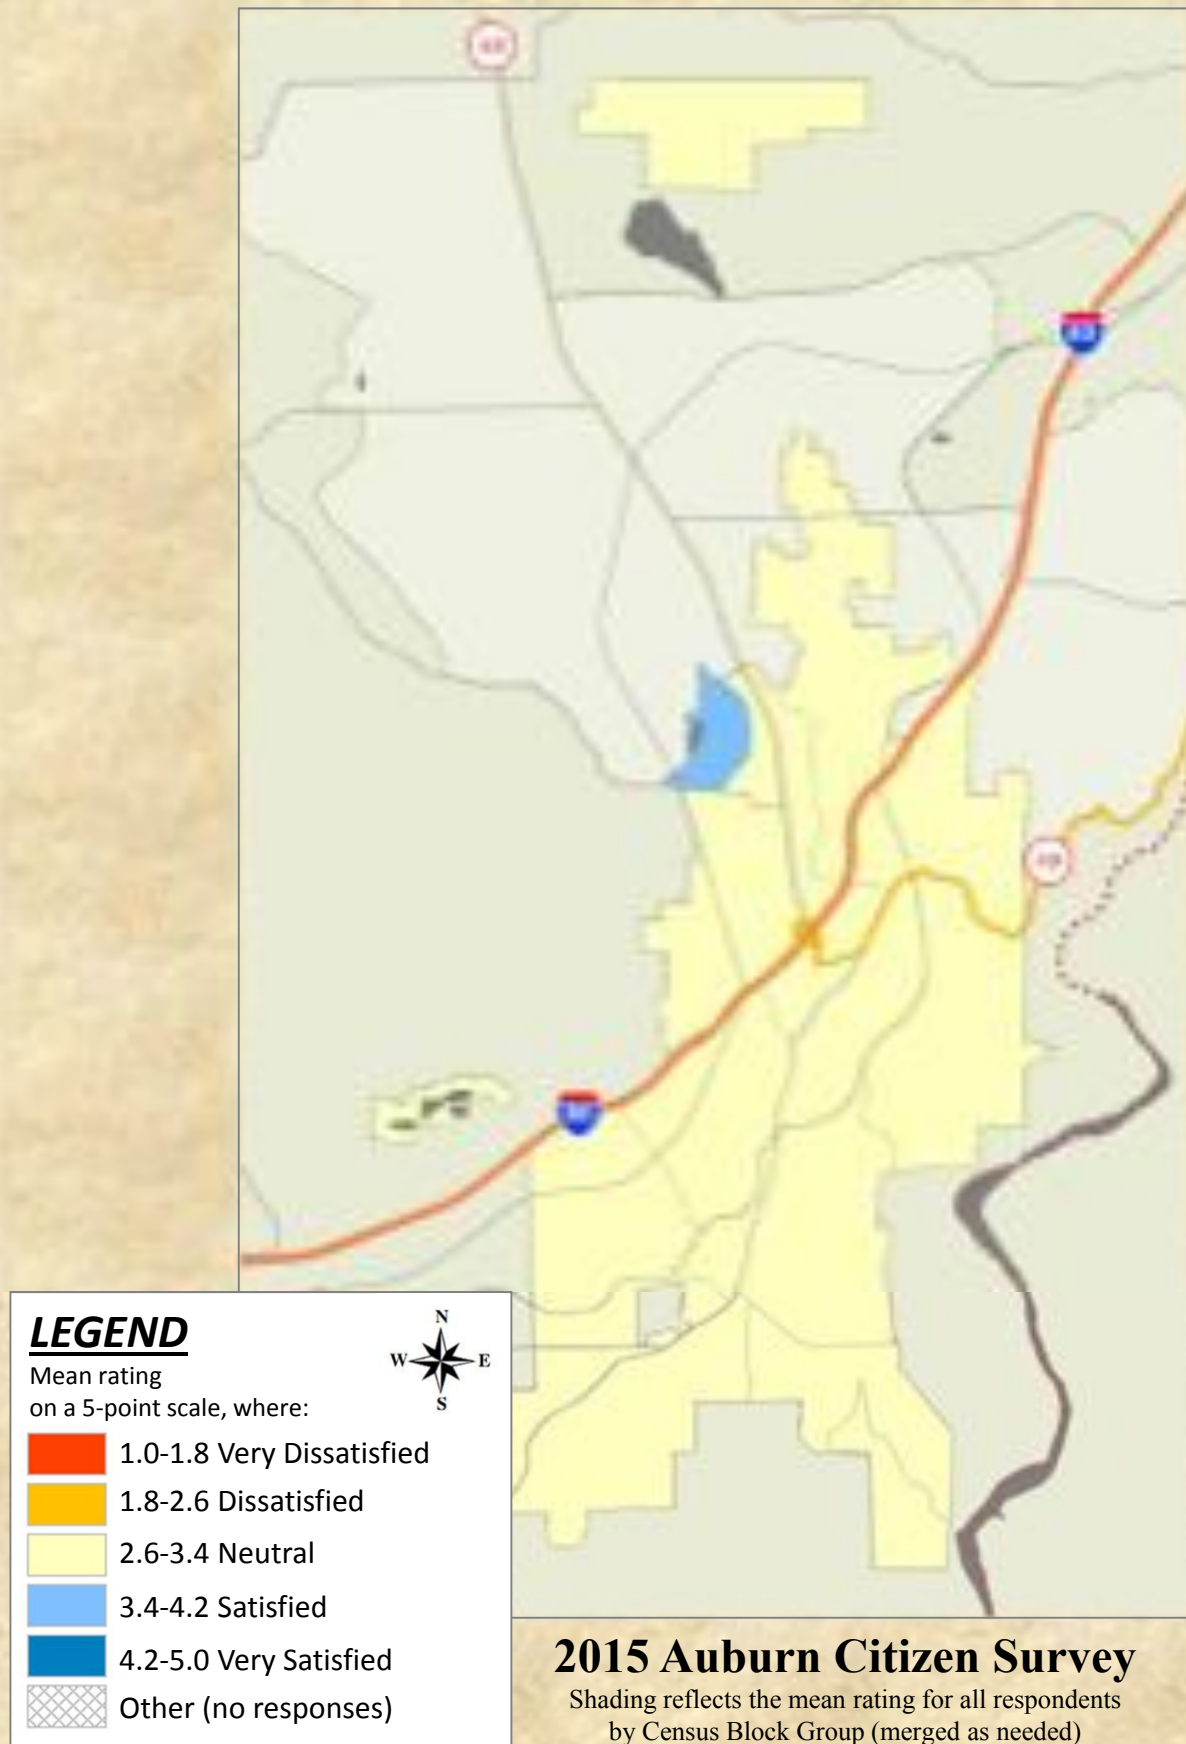 LEGEND
Mean rating
on a 5-point scale, where:
N
W E
S
1.0-1.8 Very Dissatisfied
1.8-2.6 Dissatisfied
2.6-3.4 Neutral
3.4-4.2 Satisfied
4.2-5.0 Very Satisfied
Other (no responses)
2015 Auburn Citizen Survey
Shading reflects the mean rating for all respondents
by Census Block Group (merged as needed)